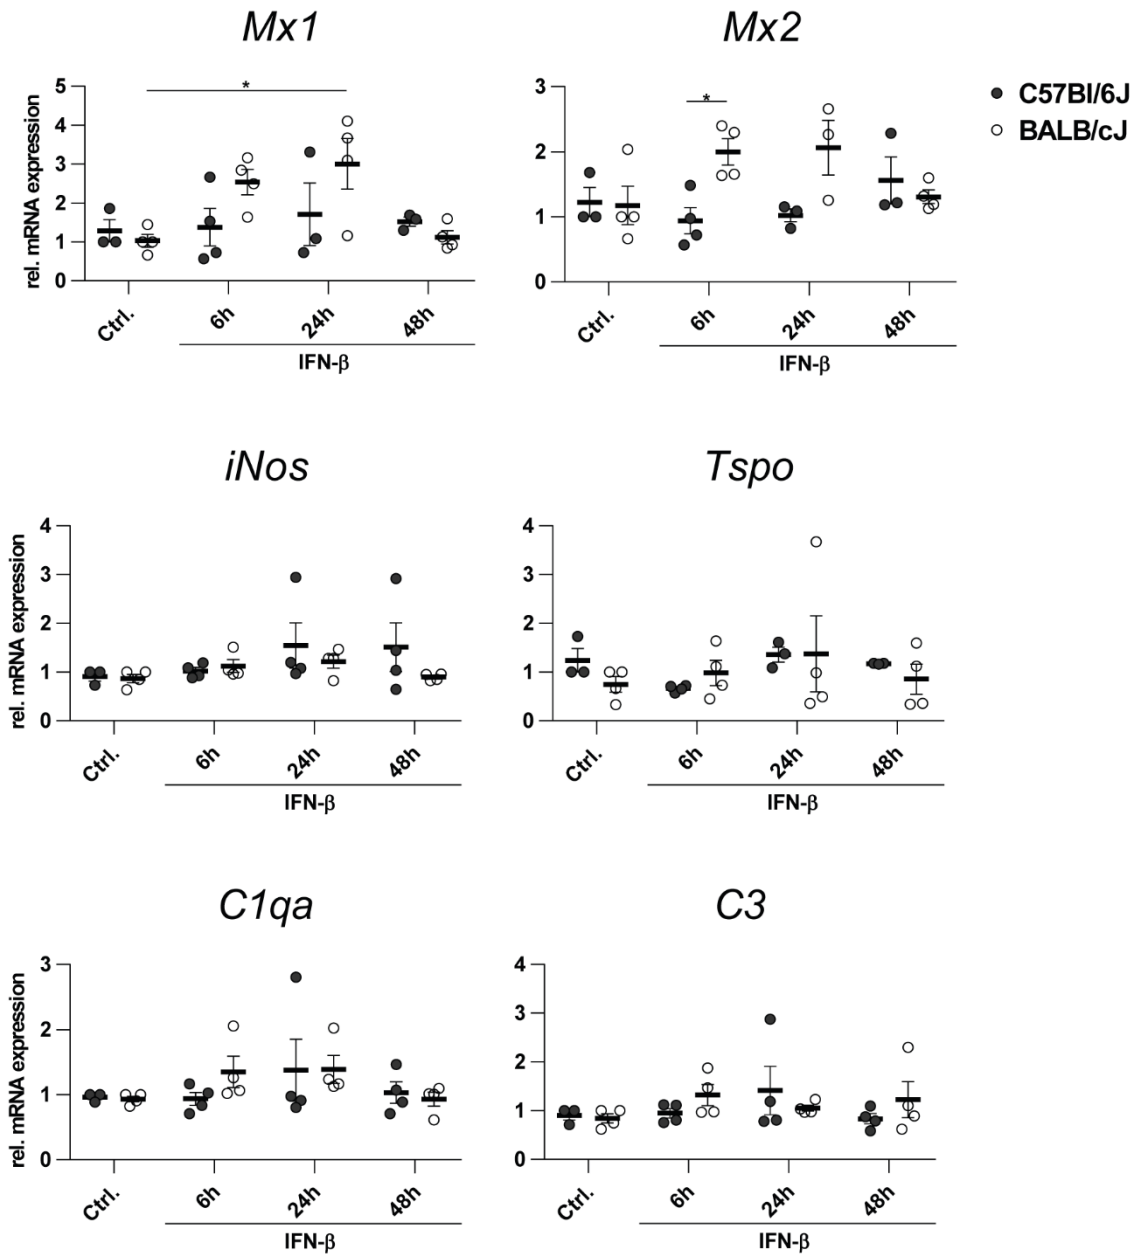 Mx1
Mx2
C57Bl/6J
BALB/cJ
rel. mRNA expression
5
4
3
2
1
0
Ctrl.
6h
24h
48h
IFN-β
*
3
2
1
0
Ctrl.
6h
24h
48h
IFN-β
*
iNos
Tspo
rel. mRNA expression
4
3
2
1
0
Ctrl.
6h
24h
48h
IFN-β
4
3
2
1
0
Ctrl.
6h
24h
48h
IFN-β
C1qa
C3
rel. mRNA expression
3
2
1
0
Ctrl.
6h
24h
48h
IFN-β
4
3
2
1
0
Ctrl.
6h
24h
48h
IFN-β